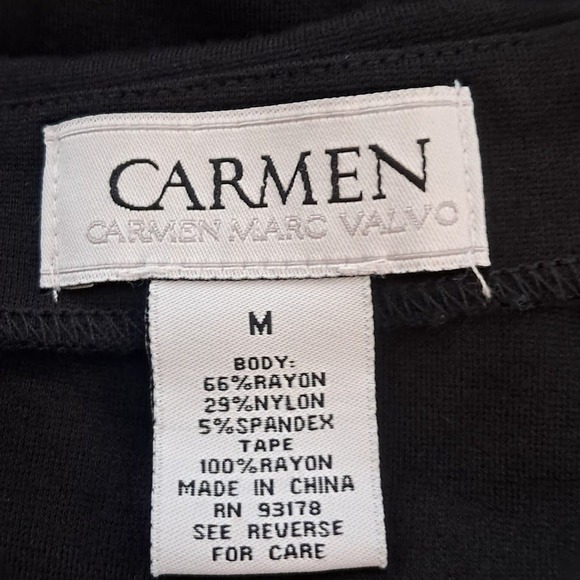 CARMEN
CARMEN MARC VALVO
M
BODY:
66%RAYON
29%NYLON
5%SPANDEX
TAPE
100%RAYON
MADE IN CHINA
RN 93178
SEE REVERSE
FOR CARE